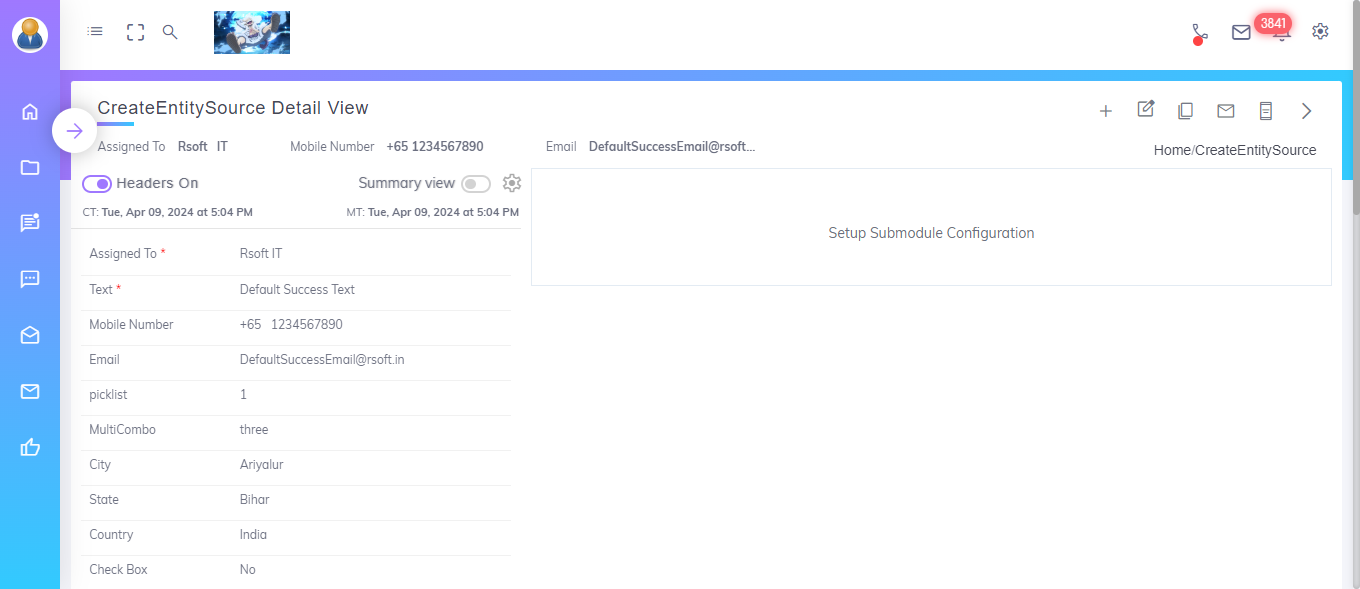 3841
CreateEntitySource Detail View
Assigned To Rsoft IT Mobile Number +65 1234567890 Email DefaultSuccessEmail@rsoft...
Home/CreateEntitySource
Headers On Summary view
CT: Tue, Apr 09, 2024 at 5:04 PM MT: Tue, Apr 09, 2024 at 5:04 PM
Setup Submodule Configuration
Assigned To * Rsoft IT
Text * Default Success Text
Mobile Number +65 1234567890
Email DefaultSuccessEmail@rsoft.in
picklist 1
MultiCombo three
City Ariyalur
State Bihar
Country India
Check Box No